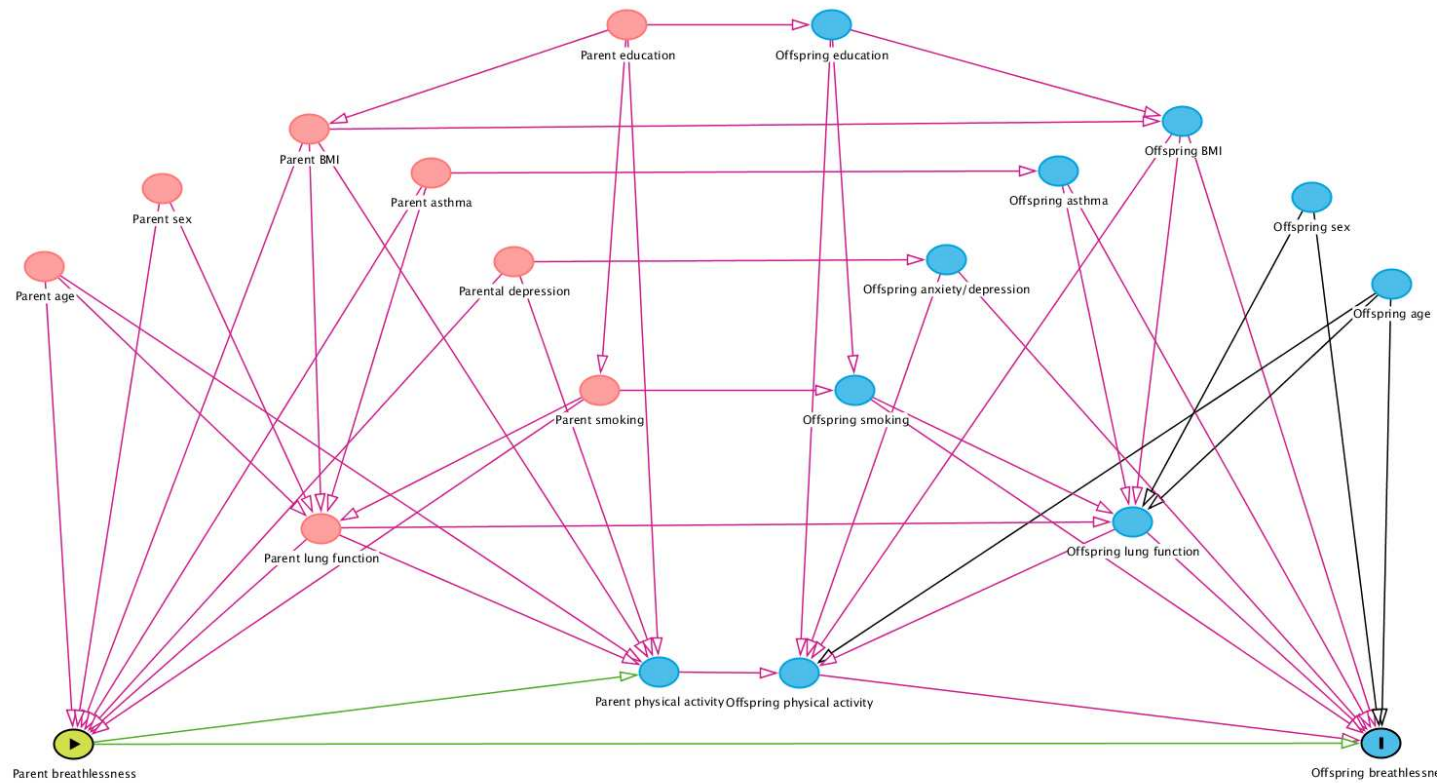 Parent education
Offspring education
Parent BMI
Offspring BMI
Parent asthma
Offspring asthma
Parent sex
Offspring sex
Parental depression
Offspring anxiety/depression
Parent age
Offspring age
Parent smoking
Offspring smoking
Parent lung function
Offspring lung function
Parent physical activity
Offspring physical activity
Parent breathlessness
Offspring breathlessne